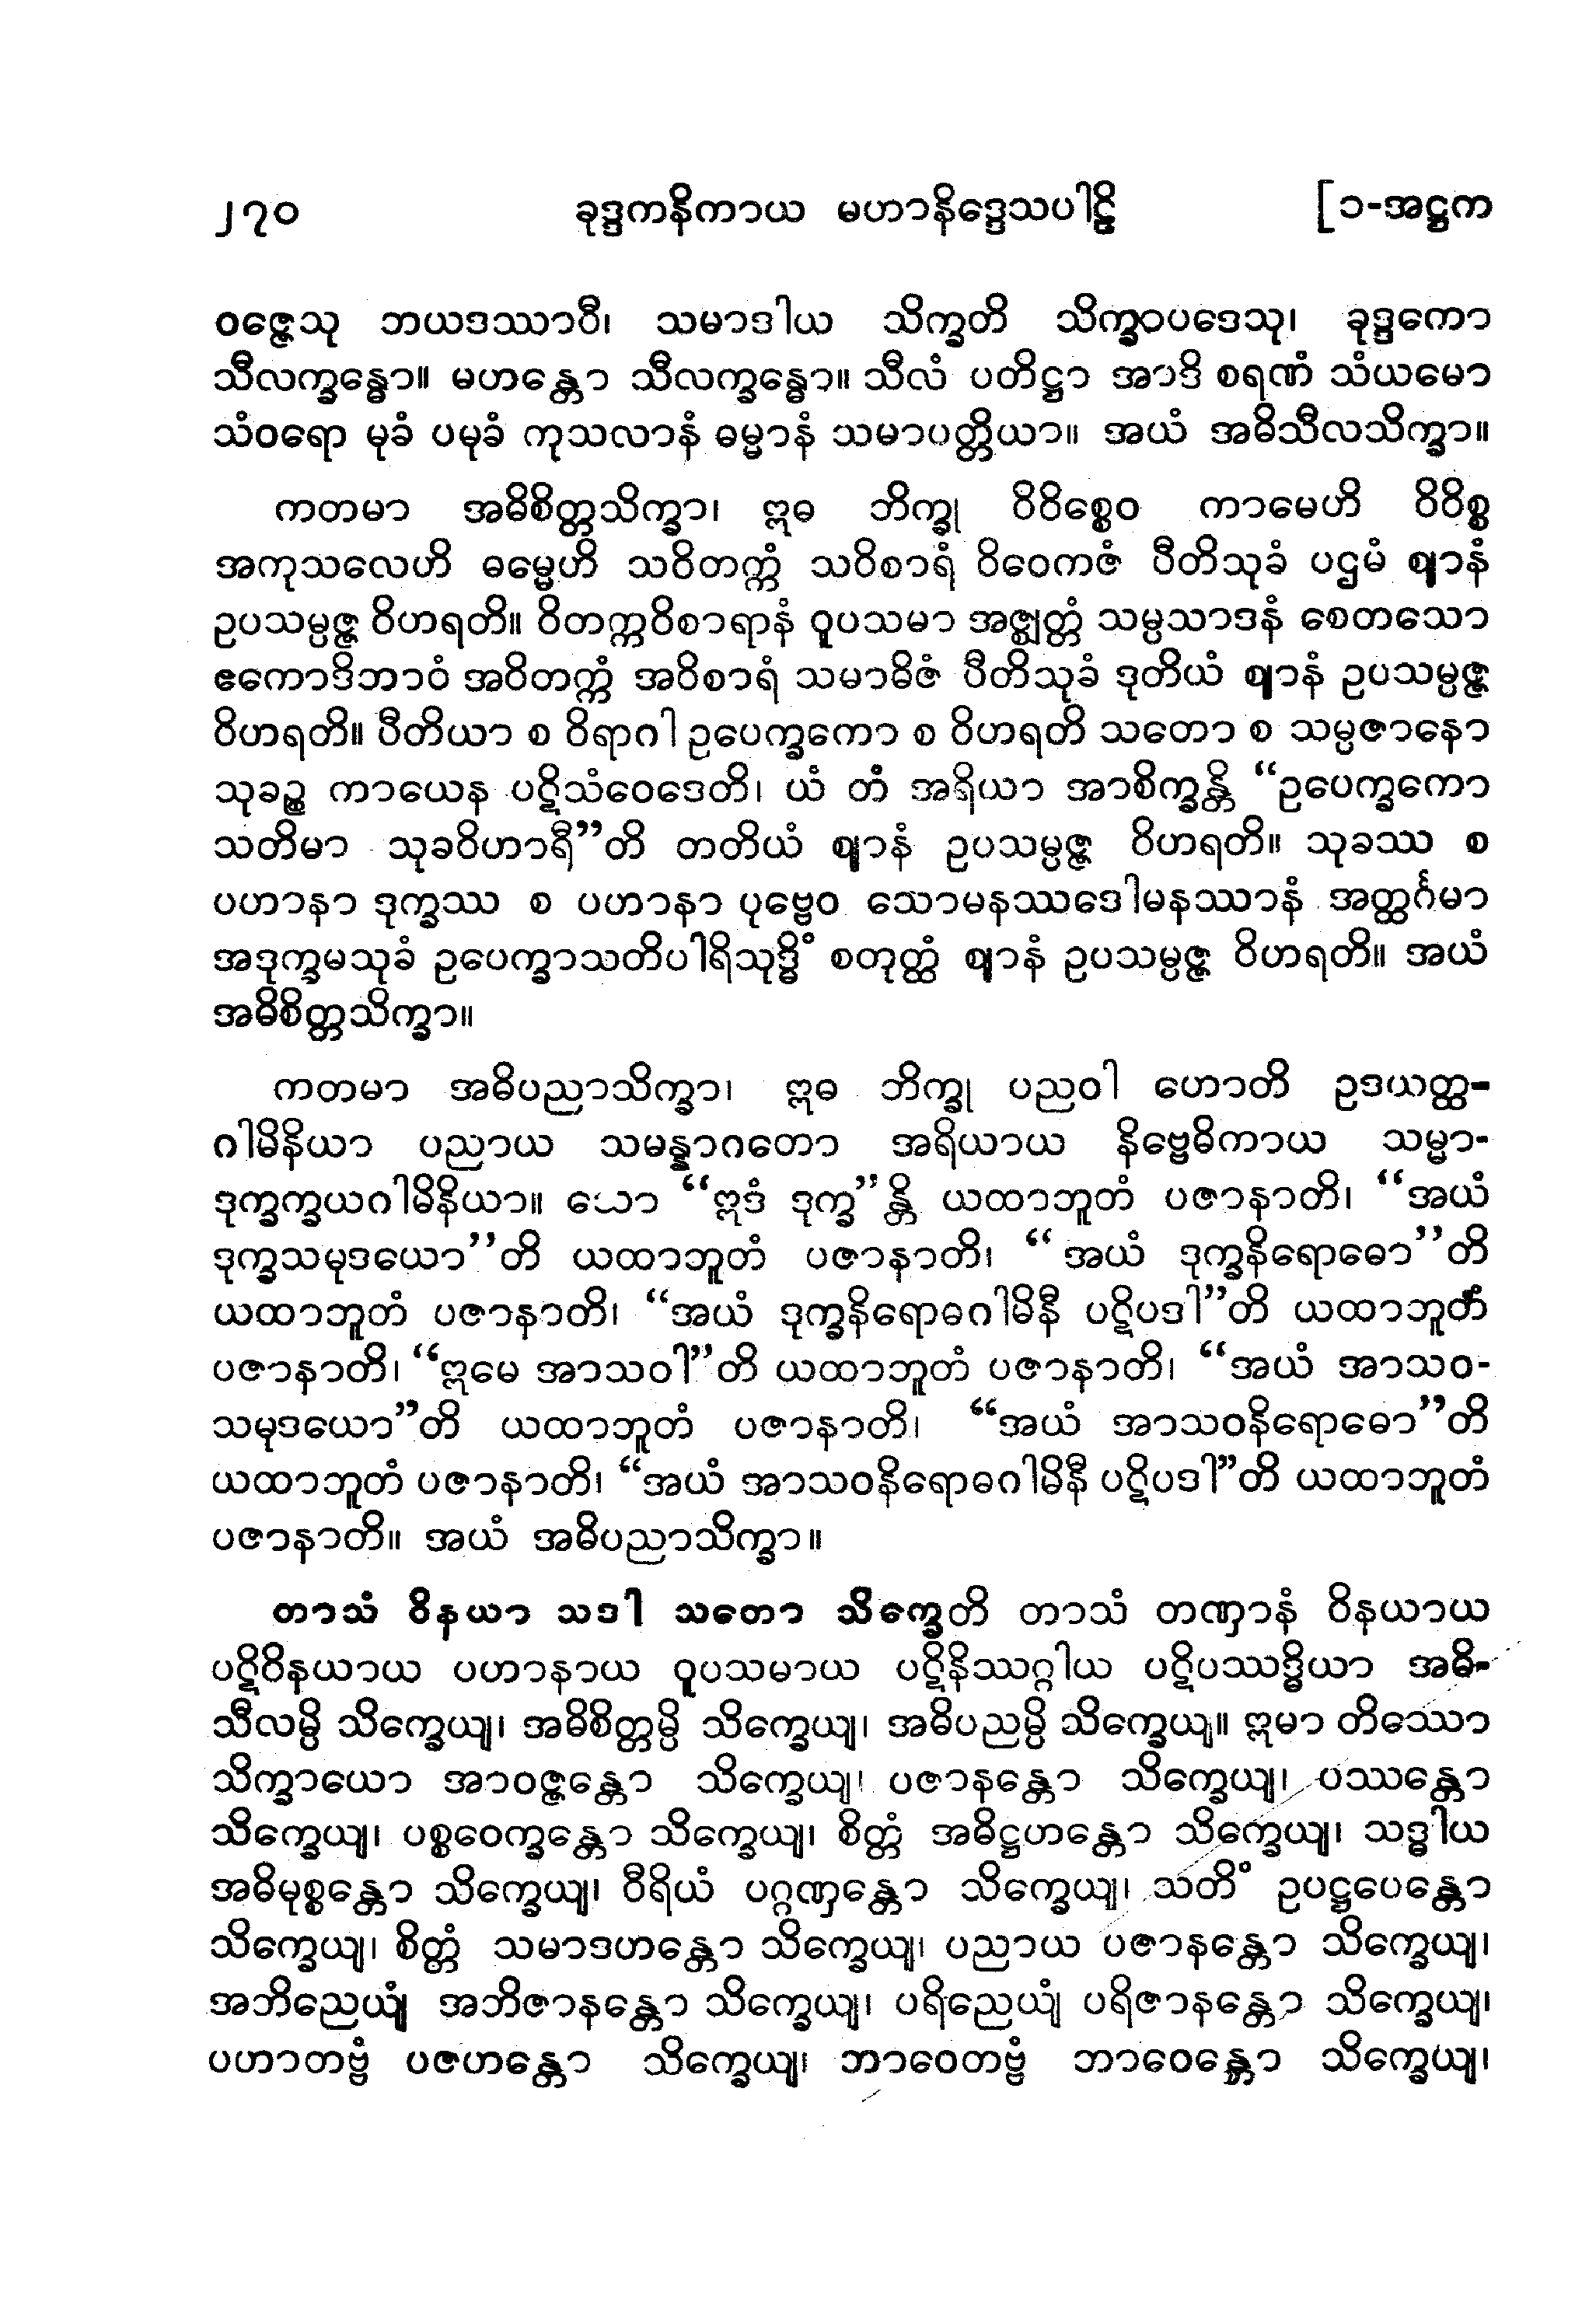 ၂၇၀ ခုဒ္ဒကနိကာယ မဟာနိဒ္ဒေသပါဠိ [၁-အဋ္ဌက
ဝဇ္ဇေသု ဘယဒဿာဝီ၊ သမာဒါယ သိက္ခတိ သိက္ခာပဒေသု၊ ခုဒ္ဒကော
သီလက္ခန္ဓော။ မဟန္တော သီလက္ခန္ဓော။ သီလံ ပတိဋ္ဌာ အာဒိ စရဏံ သံယမော
သံဝရော မုခံ ပမုခံ ကုသလာနံ ဓမ္မာနံ သမာပတ္တိယာ။ အယံ အဓိသီလသိက္ခာ။
ကတမာ အဓိစိတ္တသိက္ခာ၊ ဣဓ ဘိက္ခု ဝိဝိစ္စေဝ ကာမေဟိ ဝိဝိစ္စ
အကုသလေဟိ ဓမ္မေဟိ သဝိတက္ကံ သဝိစာရံ ဝိဝေကဇံ ပီတိသုခံ ပဌမံ ဈာနံ
ဥပသမ္ပဇ္ဇ ဝိဟရတိ။ ဝိတက္ကဝိစာရာနံ ဝူပသမာ အဇ္ဈတ္တံ သမ္ပသာဒနံ စေတသော
ဧကောဒိဘာဝံ အဝိတက္ကံ အဝိစာရံ သမာဓိဇံ ပီတိသုခံ ဒုတိယံ ဈာနံ ဥပသမ္ပဇ္ဇ
ဝိဟရတိ။ ပီတိယာ စ ဝိရာဂါ ဥပေက္ခကော စ ဝိဟရတိ သတော စ သမ္ပဇာနော
သုခဉ္စ ကာယေန ပဋိသံဝေဒေတိ၊ ယံ တံ အရိယာ အာစိက္ခန္တိ “ဥပေက္ခကော
သတိမာ သုခဝိဟာရီ”တိ တတိယံ ဈာနံ ဥပသမ္ပဇ္ဇ ဝိဟရတိ။ သုခဿ စ
ပဟာနာ ဒုက္ခဿ စ ပဟာနာ ပုဗ္ဗေဝ သောမနဿဒေါမနဿာနံ အတ္ထင်္ဂမာ
အဒုက္ခမသုခံ ဥပေက္ခာသတိပါရိသုဒ္ဓိံ စတုတ္ထံ ဈာနံ ဥပသမ္ပဇ္ဇ ဝိဟရတိ။ အယံ
အဓိစိတ္တသိက္ခာ။
ကတမာ အဓိပညာသိက္ခာ၊ ဣဓ ဘိက္ခု ပညဝါ ဟောတိ ဥဒယတ္ထ-
ဂါမိနိယာ ပညာယ သမန္နာဂတော အရိယာယ နိဗ္ဗေဓိကာယ သမ္မာ-
ဒုက္ခက္ခယဂါမိနိယာ။ သော “ဣဒံ ဒုက္ခ”န္တိ ယထာဘူတံ ပဇာနာတိ၊ “အယံ
ဒုက္ခသမုဒယော”တိ ယထာဘူတံ ပဇာနာတိ၊ “အယံ ဒုက္ခနိရောဓော”တိ
ယထာဘူတံ ပဇာနာတိ၊ “အယံ ဒုက္ခနိရောဓဂါမိနီ ပဋိပဒါ”တိ ယထာဘူတံ
ပဇာနာတိ၊ “ဣမေ အာသဝါ”တိ ယထာဘူတံ ပဇာနာတိ၊ “အယံ အာသဝ-
သမုဒယော”တိ ယထာဘူတံ ပဇာနာတိ၊ “အယံ အာသဝနိရောဓော”တိ
ယထာဘူတံ ပဇာနာတိ၊ “အယံ အာသဝနိရောဓဂါမိနီ ပဋိပဒါ”တိ ယထာဘူတံ
ပဇာနာတိ။ အယံ အဓိပညာသိက္ခာ။
တာသံ ဝိနယာ သဒါ သတော သိက္ခေတိ တာသံ တဏှာနံ ဝိနယာယ
ပဋိဝိနယာယ ပဟာနာယ ဝူပသမာယ ပဋိနိဿဂ္ဂါယ ပဋိပဿဒ္ဓိယာ အဓိ-
သီလမ္ပိ သိက္ခေယျ၊ အဓိစိတ္တမ္ပိ သိက္ခေယျ၊ အဓိပညမ္ပိ သိက္ခေယျ။ ဣမာ တိဿော
သိက္ခာယော အာဝဇ္ဇန္တော သိက္ခေယျ၊ ပဇာနန္တော သိက္ခေယျ၊ ပဿန္တော
သိက္ခေယျ၊ ပစ္စဝေက္ခန္တော သိက္ခေယျ၊ စိတ္တံ အဓိဋ္ဌဟန္တော သိက္ခေယျ၊ သဒ္ဓါယ
အဓိမုစ္စန္တော သိက္ခေယျ၊ ဝီရိယံ ပဂ္ဂဏှန္တော သိက္ခေယျ၊ သတိံ ဥပဋ္ဌပေန္တော
သိက္ခေယျ၊ စိတ္တံ သမာဒဟန္တော သိက္ခေယျ၊ ပညာယ ပဇာနန္တော သိက္ခေယျ၊
အဘိညေယျံ အဘိဇာနန္တော သိက္ခေယျ၊ ပရိညေယျံ ပရိဇာနန္တော သိက္ခေယျ၊
ပဟာတဗ္ဗံ ပဇဟန္တော သိက္ခေယျ၊ ဘာဝေတဗ္ဗံ ဘာဝေန္တော သိက္ခေယျ၊